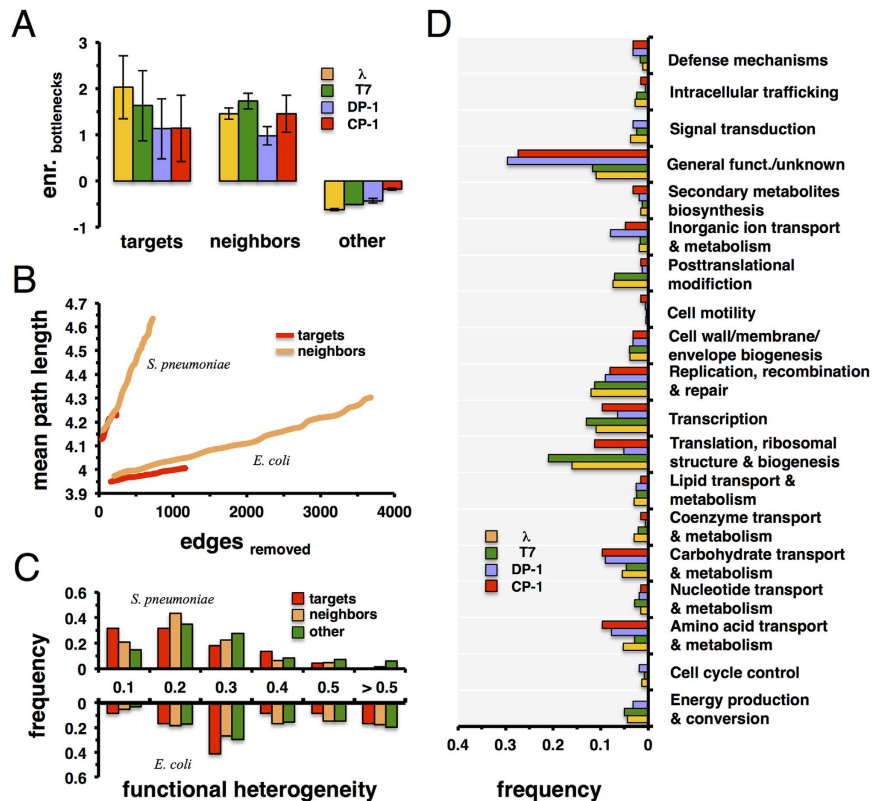 A
3
2
1
0
-1
enr. bottlenecks
λ
T7
DP-1
CP-1
targets neighbors other
B
4.7
4.6
4.5
4.4
4.3
4.2
4.1
4
3.9
mean path length
targets
neighbors
S. pneumoniae
E. coli
0 1000 2000 3000 4000
edges removed
C
0.6
0.4
0.2
0
S. pneumoniae
targets
neighbors
other
0.1 0.2 0.3 0.4 0.5 > 0.5
frequency
0
0.2
0.4
0.6
E. coli
functional heterogeneity
D
Defense mechanisms
Intracellular trafficking
Signal transduction
General funct./unknown
Secondary metabolites
biosynthesis
Inorganic ion transport
& metabolism
Posttranslational
modifiction
Cell motility
Cell wall/membrane/
envelope biogenesis
Replication, recombination
& repair
Transcription
Translation, ribosomal
structure & biogenesis
Lipid transport &
metabolism
Coenzyme transport
& metabolism
Carbohydrate transport
& metabolism
Nucleotide transport
& metabolism
Amino acid transport
& metabolism
Cell cycle control
Energy production
& conversion
λ
T7
DP-1
CP-1
0.4 0.3 0.2 0.1 0
frequency